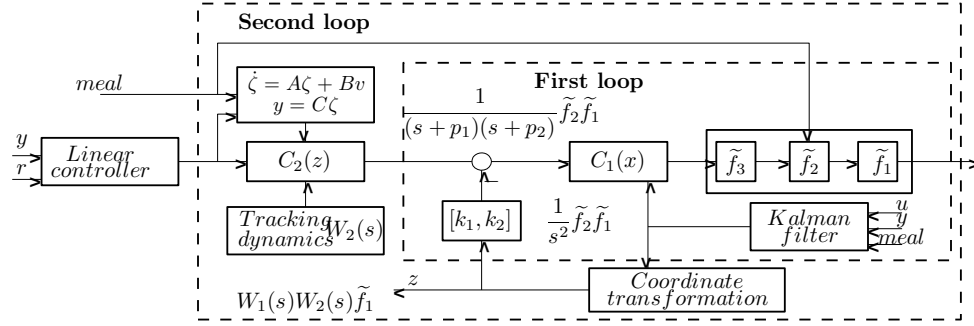 Second loop
meal
ζ̇ = Aζ + Bv
y = Cζ
First loop
1/((s + p₁)(s + p₂)) f̃₂f̃₁
y
r
Linear
controller
C₂(z)
C₁(x)
f̃₃
f̃₂
f̃₁
Tracking
dynamics
W₂(s)
[k₁, k₂]
1/s² f̃₂f̃₁
Kalman
filter
u
y
meal
W₁(s)W₂(s)f̃₁
z
Coordinate
transformation